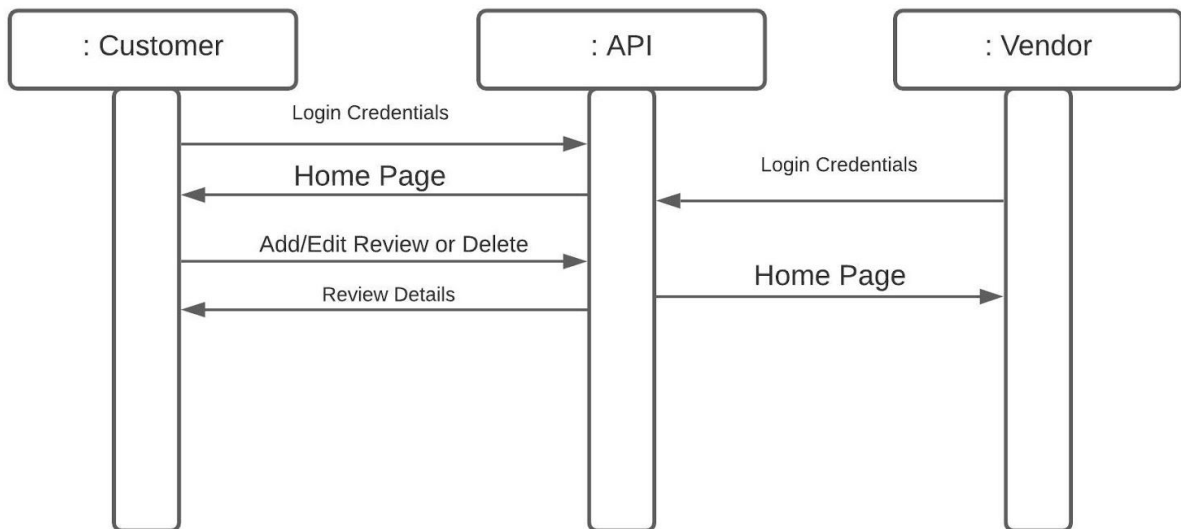 : Customer
: API
: Vendor
Login Credentials
Login Credentials
Home Page
Add/Edit Review or Delete
Home Page
Review Details